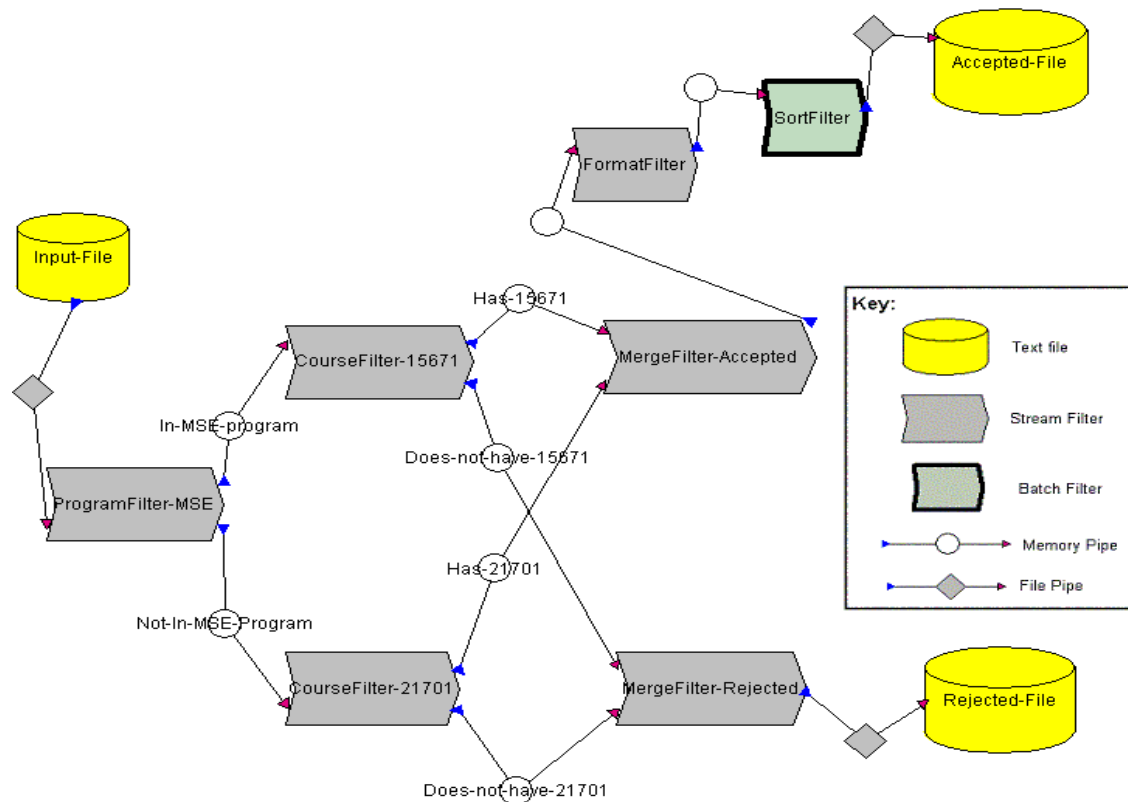 Accepted-File
SortFilter
FormatFilter
Input-File
Has-15671
Key:
Text file
CourseFilter-15671
MergeFilter-Accepted
Stream Filter
In-MSE-program
Does-not-have-15671
Batch Filter
ProgramFilter-MSE
Memory Pipe
Has-21701
File Pipe
Not-In-MSE-Program
CourseFilter-21701
MergeFilter-Rejected
Rejected-File
Does-not-have-21701